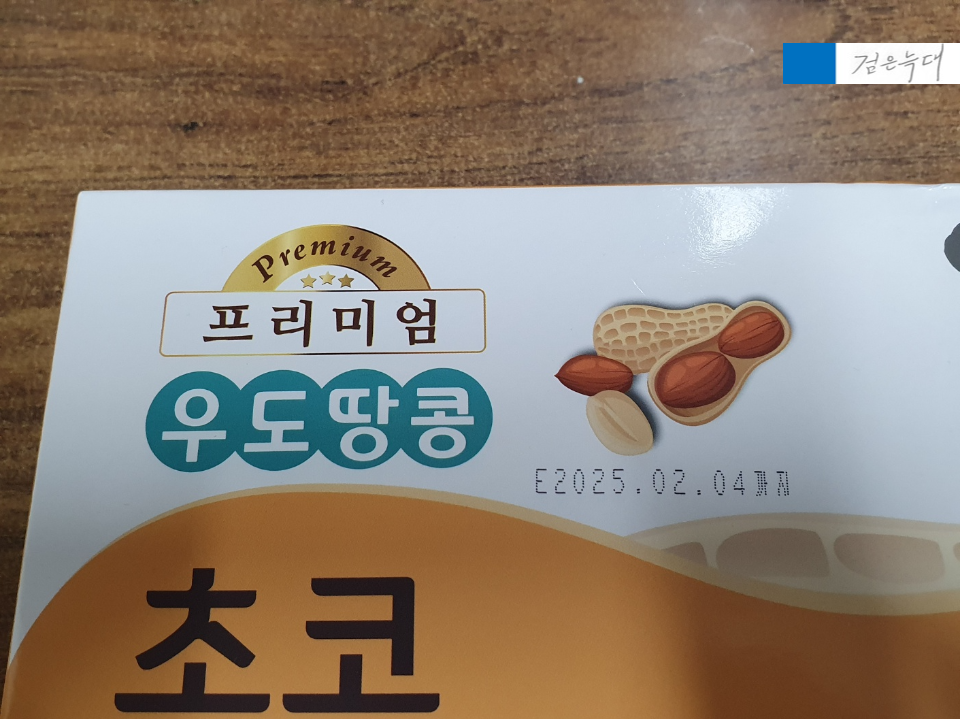 검은늑대
Premium
프리미엄
우도땅콩
E2025.02.04까지
초코